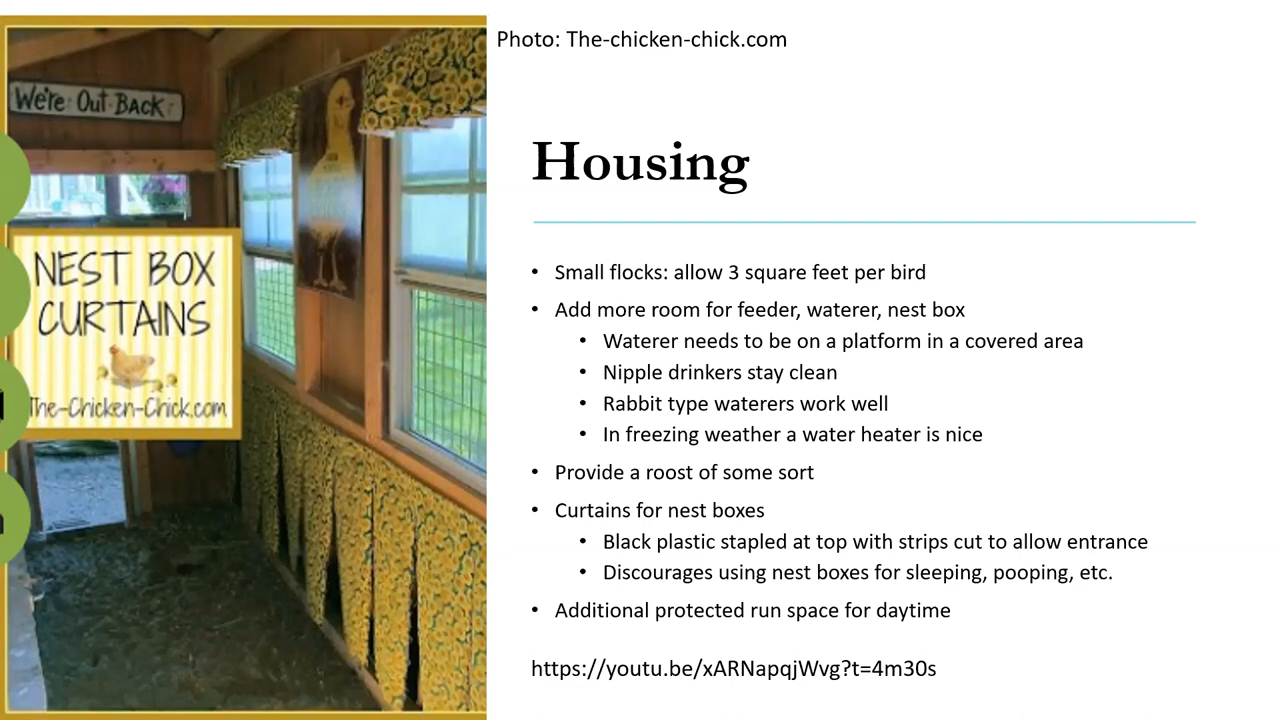 Photo: The-chicken-chick.com
We're Out Back
NEST BOX
CURTAINS
The-Chicken-Chick.com
Housing
• Small flocks: allow 3 square feet per bird
• Add more room for feeder, waterer, nest box
• Waterer needs to be on a platform in a covered area
• Nipple drinkers stay clean
• Rabbit type waterers work well
• In freezing weather a water heater is nice
• Provide a roost of some sort
• Curtains for nest boxes
• Black plastic stapled at top with strips cut to allow entrance
• Discourages using nest boxes for sleeping, pooping, etc.
• Additional protected run space for daytime
https://youtu.be/xARNapqjWvg?t=4m30s